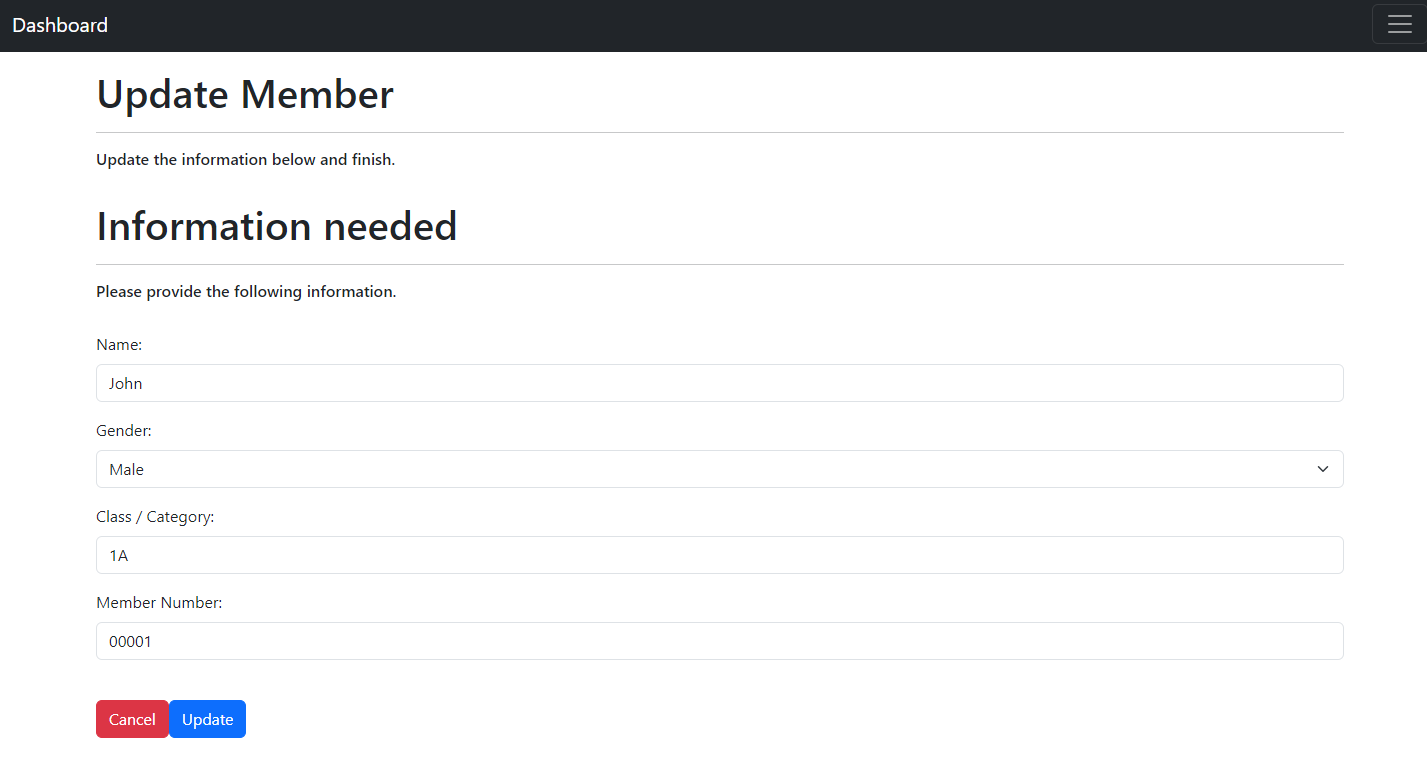 Dashboard
Update Member
Update the information below and finish.
Information needed
Please provide the following information.
Name:
John
Gender:
Male
Class / Category:
1A
Member Number:
00001
Cancel Update